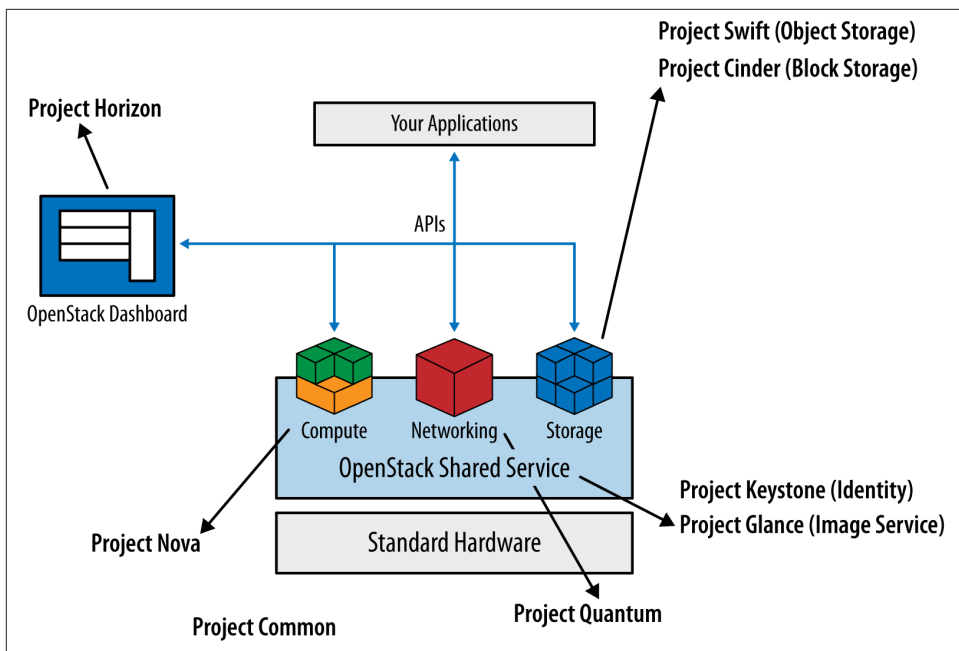 Project Swift (Object Storage)
Project Cinder (Block Storage)
Project Horizon
Your Applications
APIs
OpenStack Dashboard
Compute
Networking
Storage
OpenStack Shared Service
Project Keystone (Identity)
Project Glance (Image Service)
Project Nova
Standard Hardware
Project Quantum
Project Common